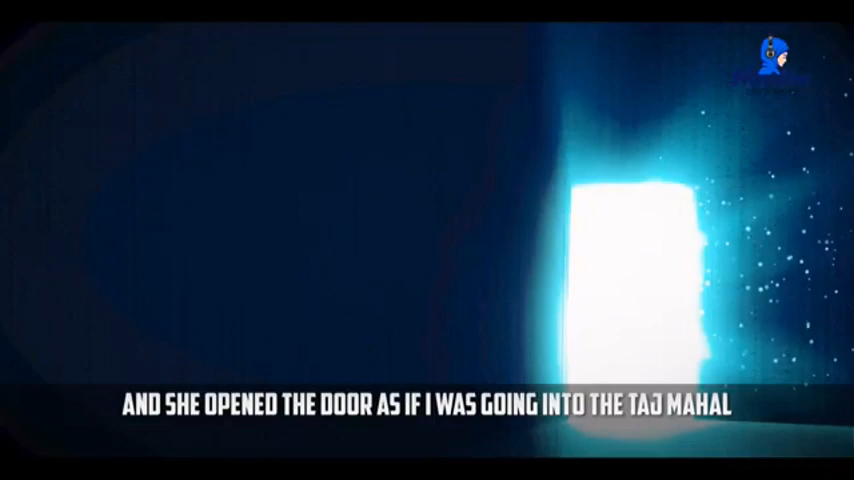 AND SHE OPENED THE DOOR AS IF I WAS GOING INTO THE TAJ MAHAL